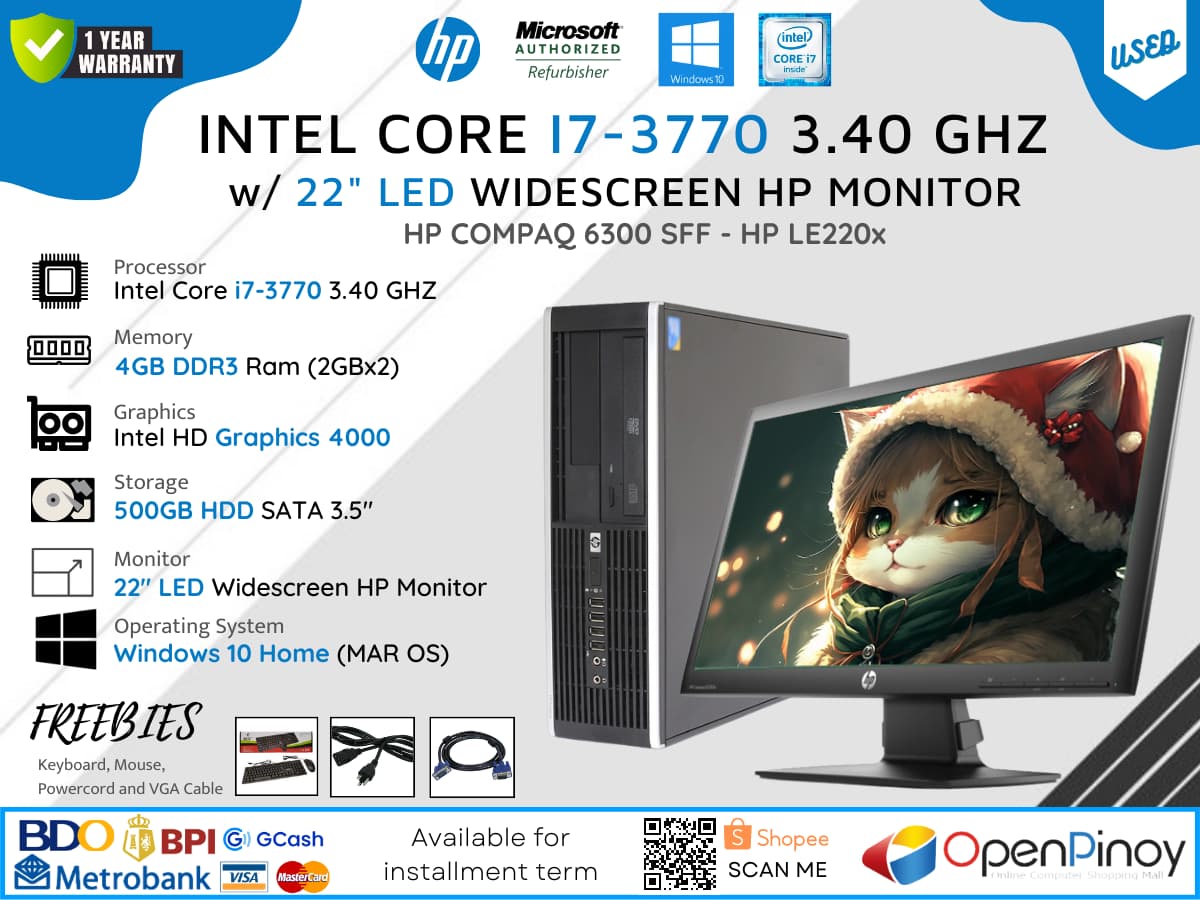 1 YEAR
WARRANTY
hp
Microsoft
AUTHORIZED
Refurbisher
Windows 10
intel
CORE i7
inside
USED
INTEL CORE I7-3770 3.40 GHZ
w/ 22" LED WIDESCREEN HP MONITOR
HP COMPAQ 6300 SFF - HP LE220x
Processor
Intel Core i7-3770 3.40 GHZ
Memory
4GB DDR3 Ram (2GBx2)
Graphics
Intel HD Graphics 4000
Storage
500GB HDD SATA 3.5"
Monitor
22" LED Widescreen HP Monitor
Operating System
Windows 10 Home (MAR OS)
hp
hp
FREEBIES
Keyboard, Mouse,
Powercord and VGA Cable
BDO BPI GCash
Metrobank VISA MasterCard
Available for
installment term
Shopee
SCAN ME
OpenPinoy
Online Computer Shopping Mall